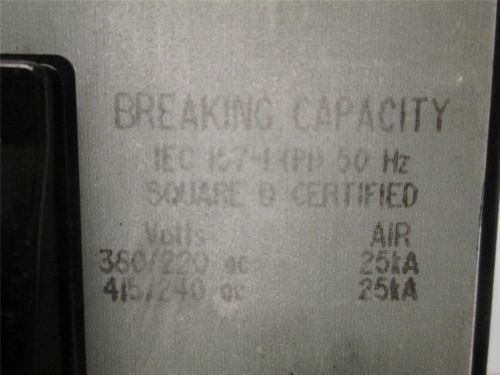 BREAKING CAPACITY
IEC 157-1 (P1) 50 Hz
SQUARE D CERTIFIED
Volts AIR
380/220 ac 25kA
415/240 ac 25kA